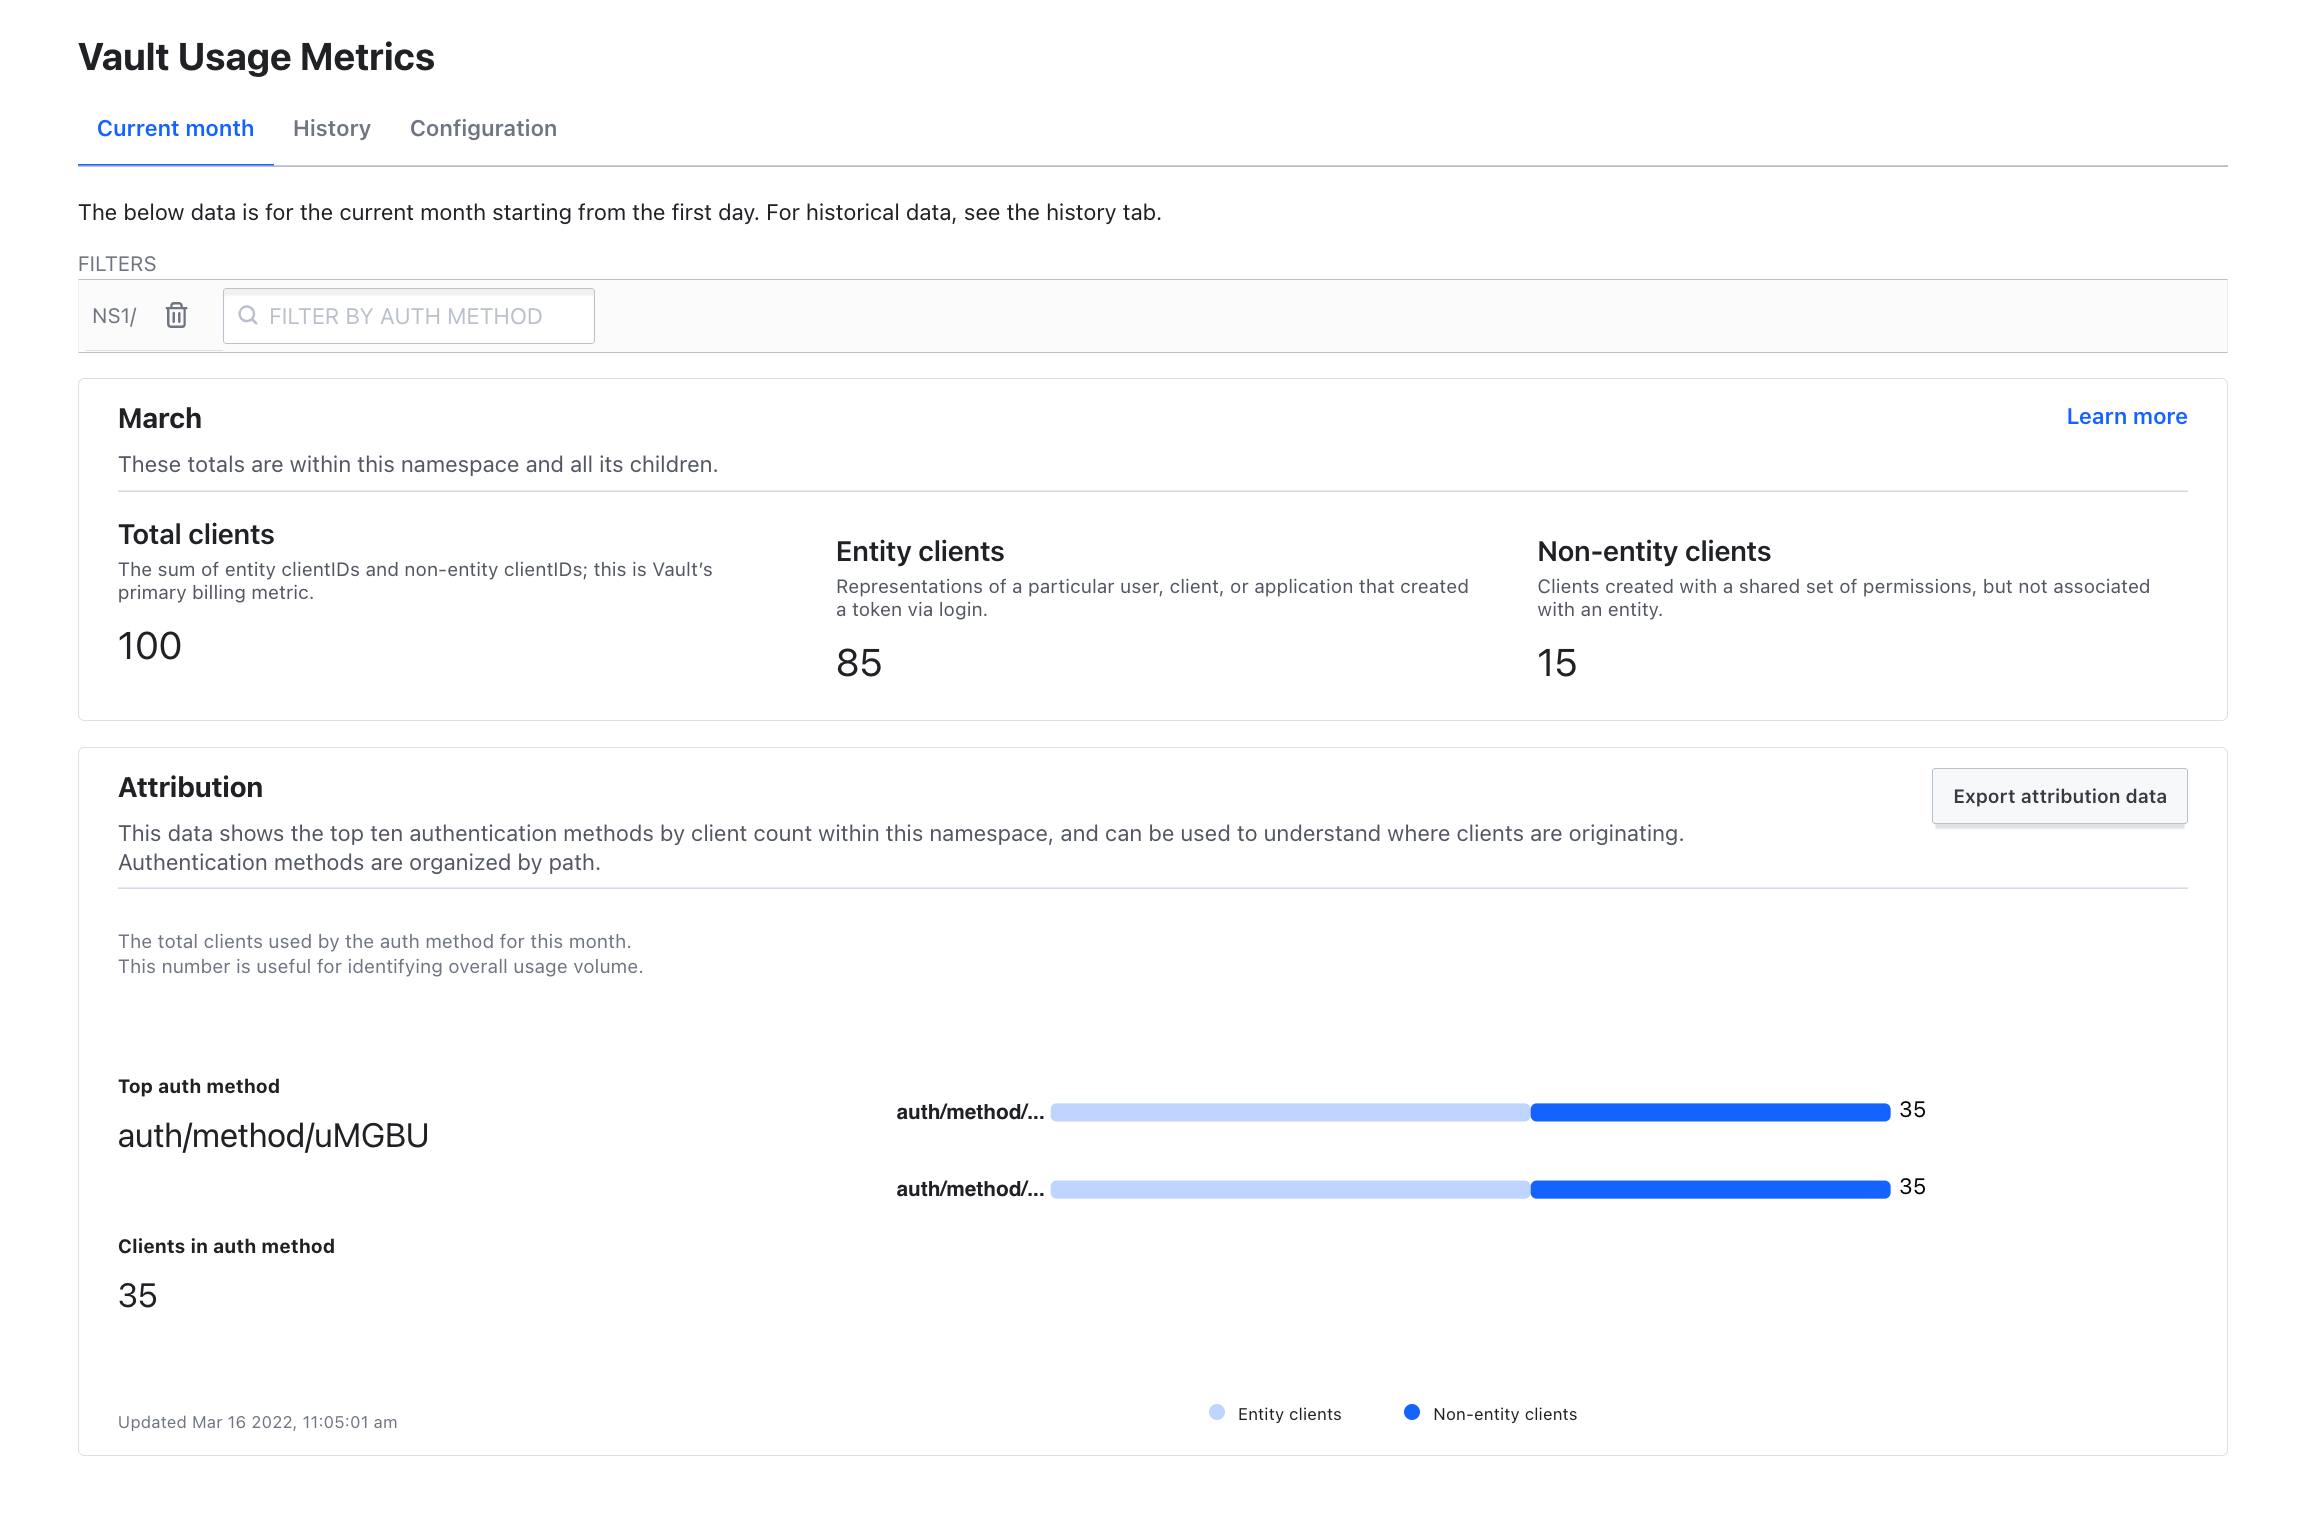 Vault Usage Metrics
Current month
History
Configuration
The below data is for the current month starting from the first day. For historical data, see the history tab.
FILTERS
NS1/
FILTER BY AUTH METHOD
March
Learn more
These totals are within this namespace and all its children.
Total clients
The sum of entity clientIDs and non-entity clientIDs; this is Vault's
primary billing metric.
100
Entity clients
Representations of a particular user, client, or application that created
a token via login.
85
Non-entity clients
Clients created with a shared set of permissions, but not associated
with an entity.
15
Attribution
Export attribution data
This data shows the top ten authentication methods by client count within this namespace, and can be used to understand where clients are originating.
Authentication methods are organized by path.
The total clients used by the auth method for this month.
This number is useful for identifying overall usage volume.
Top auth method
auth/method/uMGBU
Clients in auth method
35
auth/method/... 35
auth/method/... 35
Updated Mar 16 2022, 11:05:01 am
Entity clients
Non-entity clients